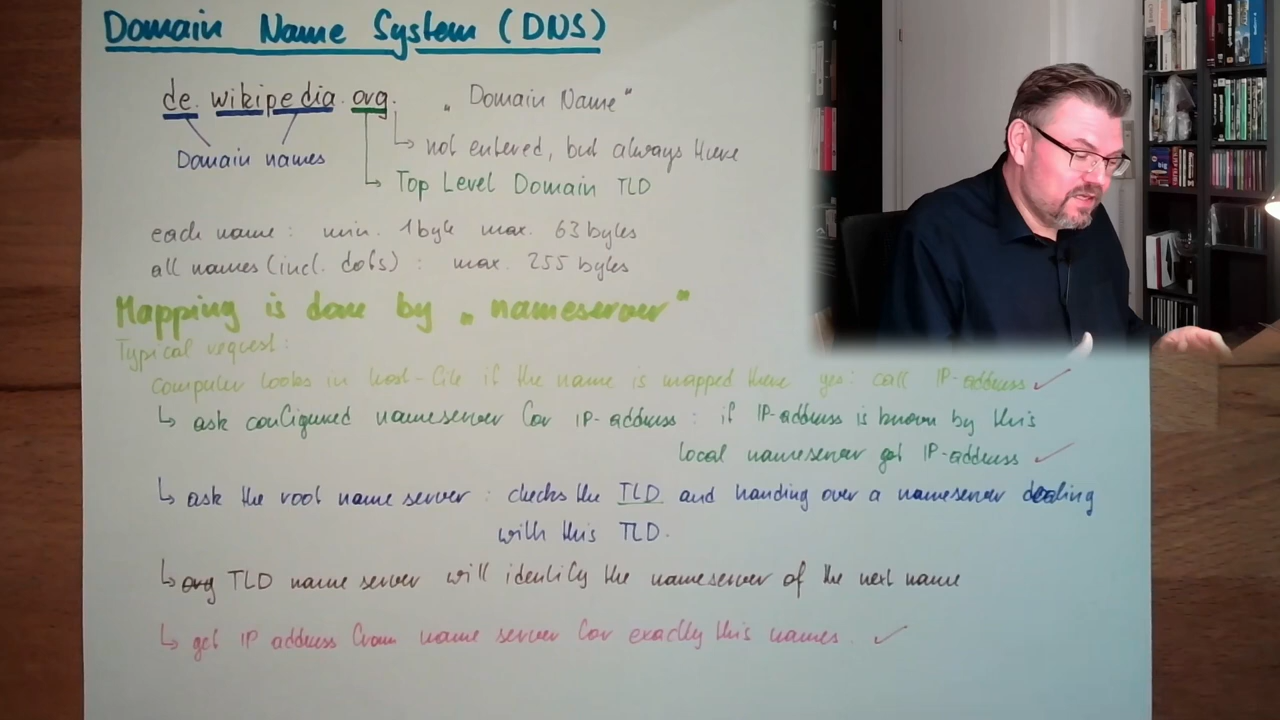 Domain Name System (DNS)
de. wikipedia. org. „ Domain Name"
not entered, but always there
Domain names
Top Level Domain TLD
each name : min. 1 byte max. 63 bytes
all names (incl. dots) : max. 255 bytes
Mapping is done by „ nameserver"
Typical request:
computer looks in host-file if the name is mapped there yes: call IP-address ✓
↳ ask configured nameserver for IP-address : if IP-address is known by this
local nameserver get IP-address ✓
↳ ask the root name server : checks the TLD and handing over a nameserver dealing
with this TLD.
↳ org TLD name server will identify the nameserver of the next name
↳ get IP address from name server for exactly this names. ✓